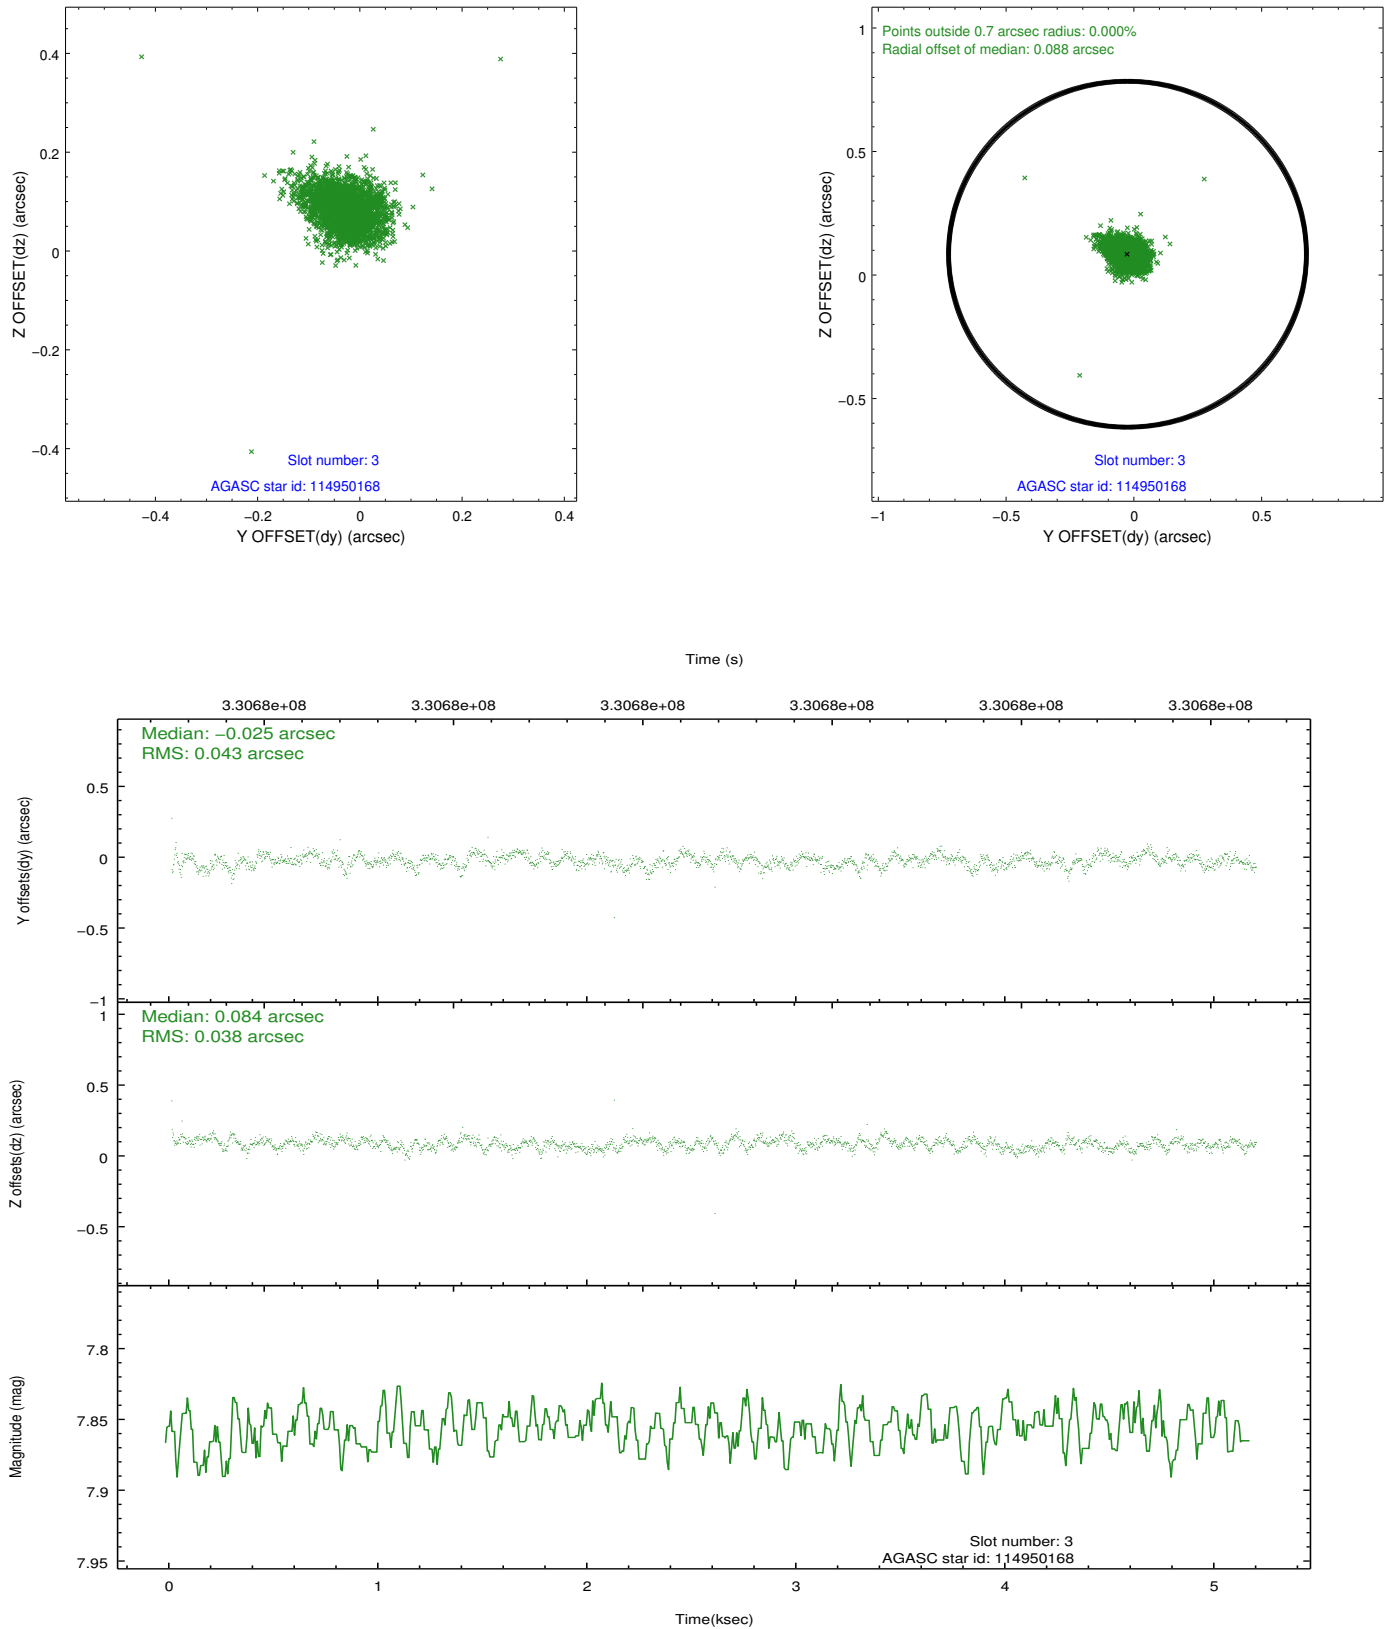 0.4
0.2
0
−0.2
−0.4
Z OFFSET(dz) (arcsec)
Slot number: 3
AGASC star id: 114950168
−0.4 −0.2 0 0.2 0.4
Y OFFSET(dy) (arcsec)
Points outside 0.7 arcsec radius: 0.000%
Radial offset of median: 0.088 arcsec
1
0.5
0
−0.5
Z OFFSET(dz) (arcsec)
Slot number: 3
AGASC star id: 114950168
−1 −0.5 0 0.5
Y OFFSET(dy) (arcsec)
Time (s)
3.3068e+08 3.3068e+08 3.3068e+08 3.3068e+08 3.3068e+08 3.3068e+08
Median: −0.025 arcsec
RMS: 0.043 arcsec
0.5
0
−0.5
−1
Y offsets(dy) (arcsec)
Median: 0.084 arcsec
RMS: 0.038 arcsec
1
0.5
0
−0.5
Z offsets(dz) (arcsec)
7.8
7.85
7.9
7.95
Magnitude (mag)
Slot number: 3
AGASC star id: 114950168
0 1 2 3 4 5
Time(ksec)